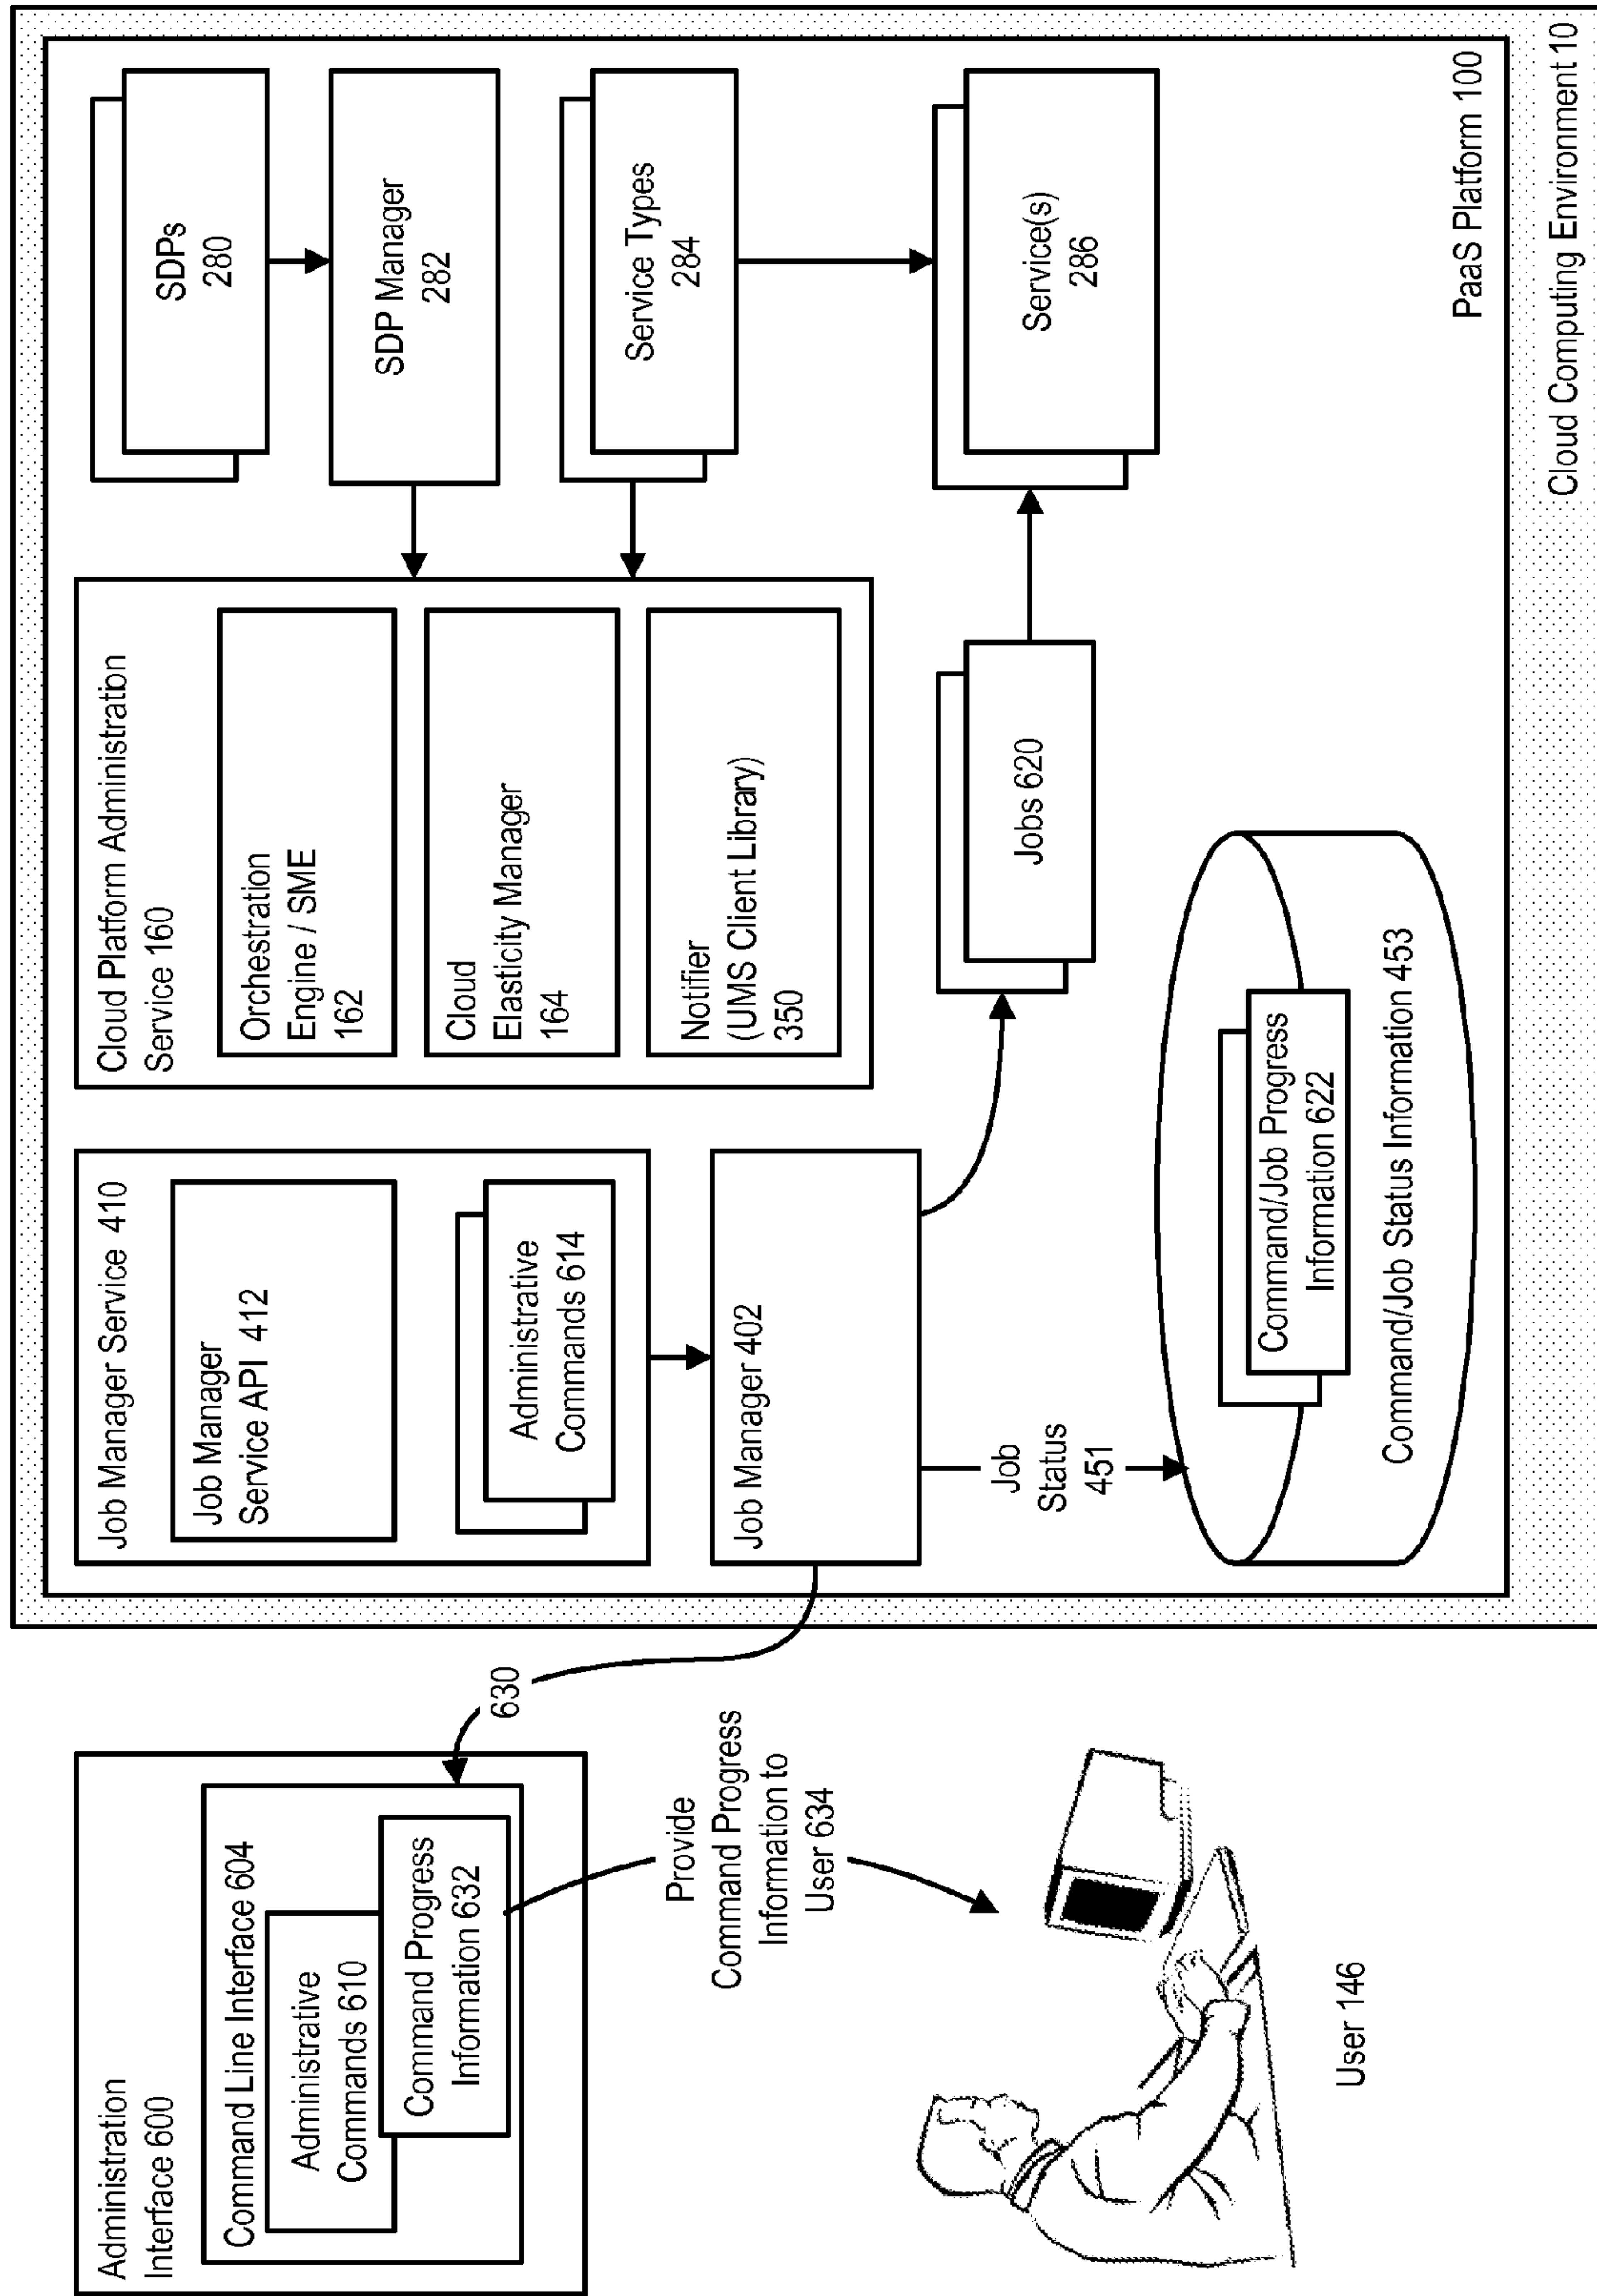 Administration
Interface 600
Command Line Interface 604
Administrative
Commands 610
Command Progress
Information 632
630
Provide
Command Progress
Information to
User 634
User 146
Job Manager Service 410
Job Manager
Service API 412
Administrative
Commands 614
Job Manager 402
Job
Status
451
Command/Job Progress
Information 622
Command/Job Status Information 453
Cloud Platform Administration
Service 160
Orchestration
Engine / SME
162
Cloud
Elasticity Manager
164
Notifier
(UMS Client Library)
350
Jobs 620
SDPs
280
SDP Manager
282
Service Types
284
Service(s)
286
PaaS Platform 100
Cloud Computing Environment 10